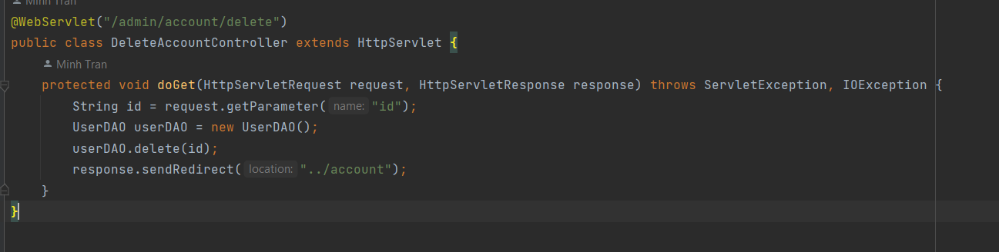 Minh Tran
@WebServlet("/admin/account/delete")
public class DeleteAccountController extends HttpServlet {
Minh Tran
protected void doGet(HttpServletRequest request, HttpServletResponse response) throws ServletException, IOException {
String id = request.getParameter( name: "id");
UserDAO userDAO = new UserDAO();
userDAO.delete(id);
response.sendRedirect( location: "../account");
}
}